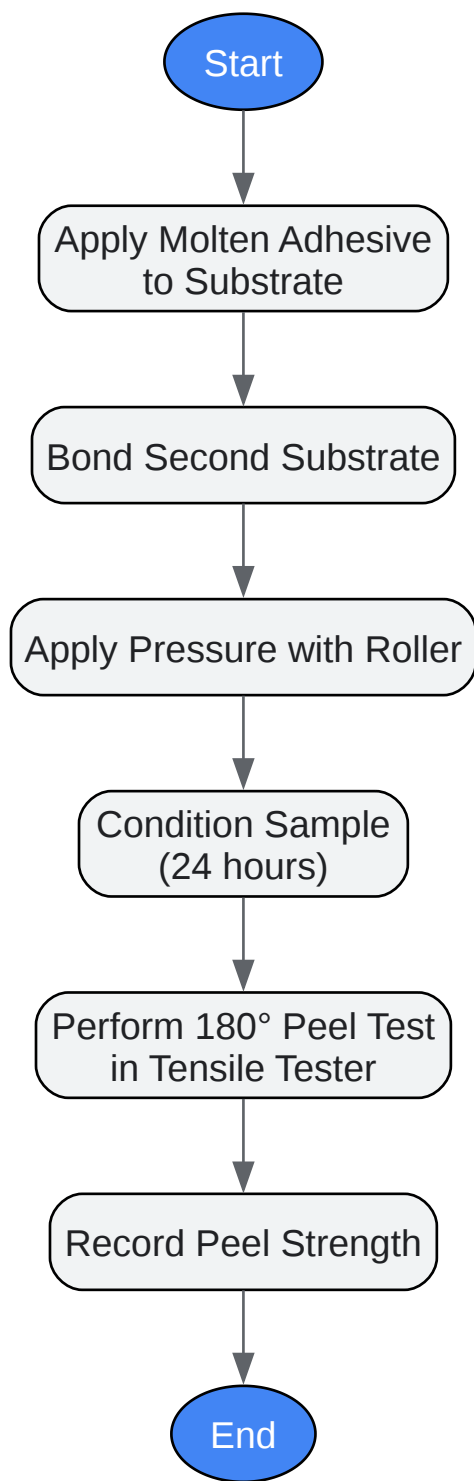 Start
Apply Molten Adhesive
to Substrate
Bond Second Substrate
Apply Pressure with Roller
Condition Sample
(24 hours)
Perform 180° Peel Test
in Tensile Tester
Record Peel Strength
End